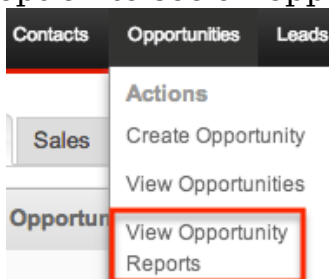 Contacts Opportunities Leads
Actions
Sales Create Opportunity
View Opportunities
Opportun View Opportunity
Reports